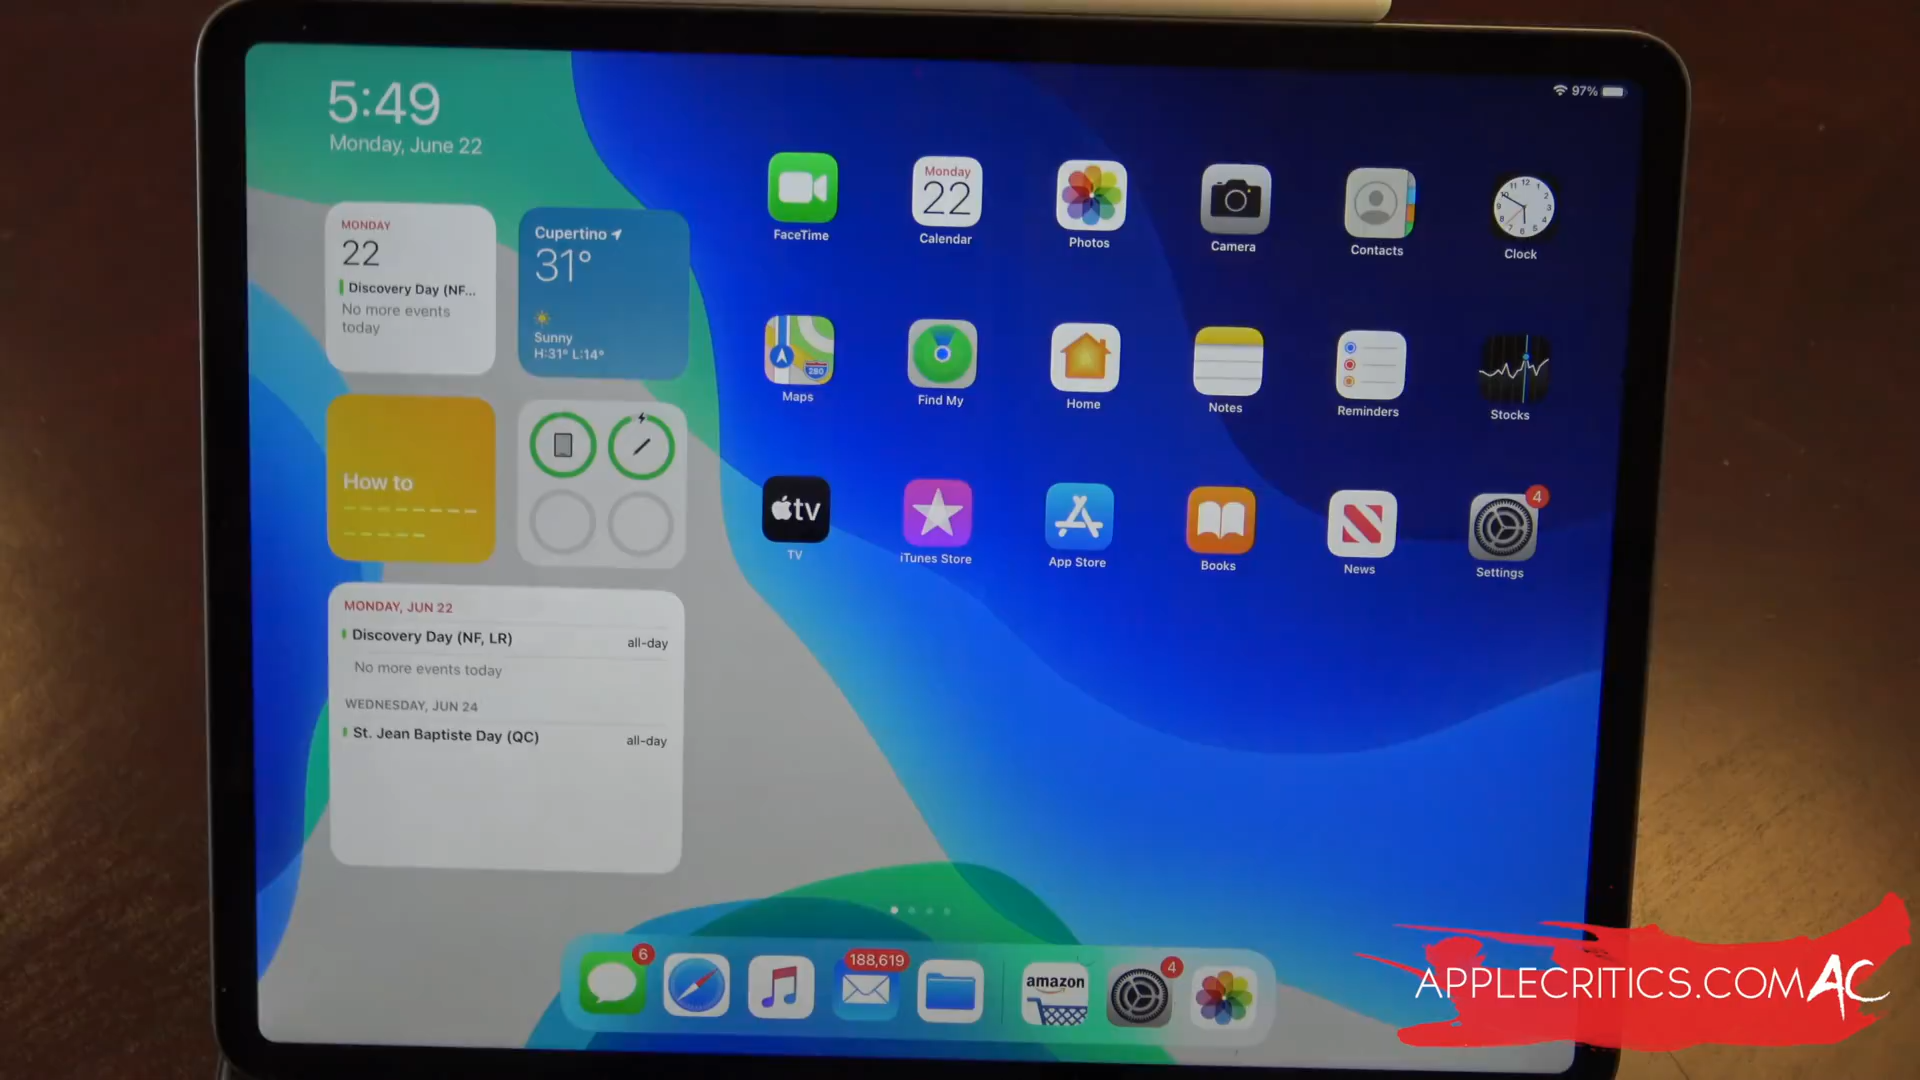 5:49
Monday, June 22
97%
MONDAY
22
Discovery Day (NF...
No more events
today
Cupertino
31°
Sunny
H:31° L:14°
How to
MONDAY, JUN 22
Discovery Day (NF, LR)
all-day
No more events today
WEDNESDAY, JUN 24
St. Jean Baptiste Day (QC)
all-day
Monday
22
FaceTime
Calendar
Photos
Camera
Contacts
Clock
280
Maps
Find My
Home
Notes
Reminders
Stocks
tv
4
TV
iTunes Store
App Store
Books
News
Settings
6
188,619
amazon
4
APPLECRITICS.COM AC